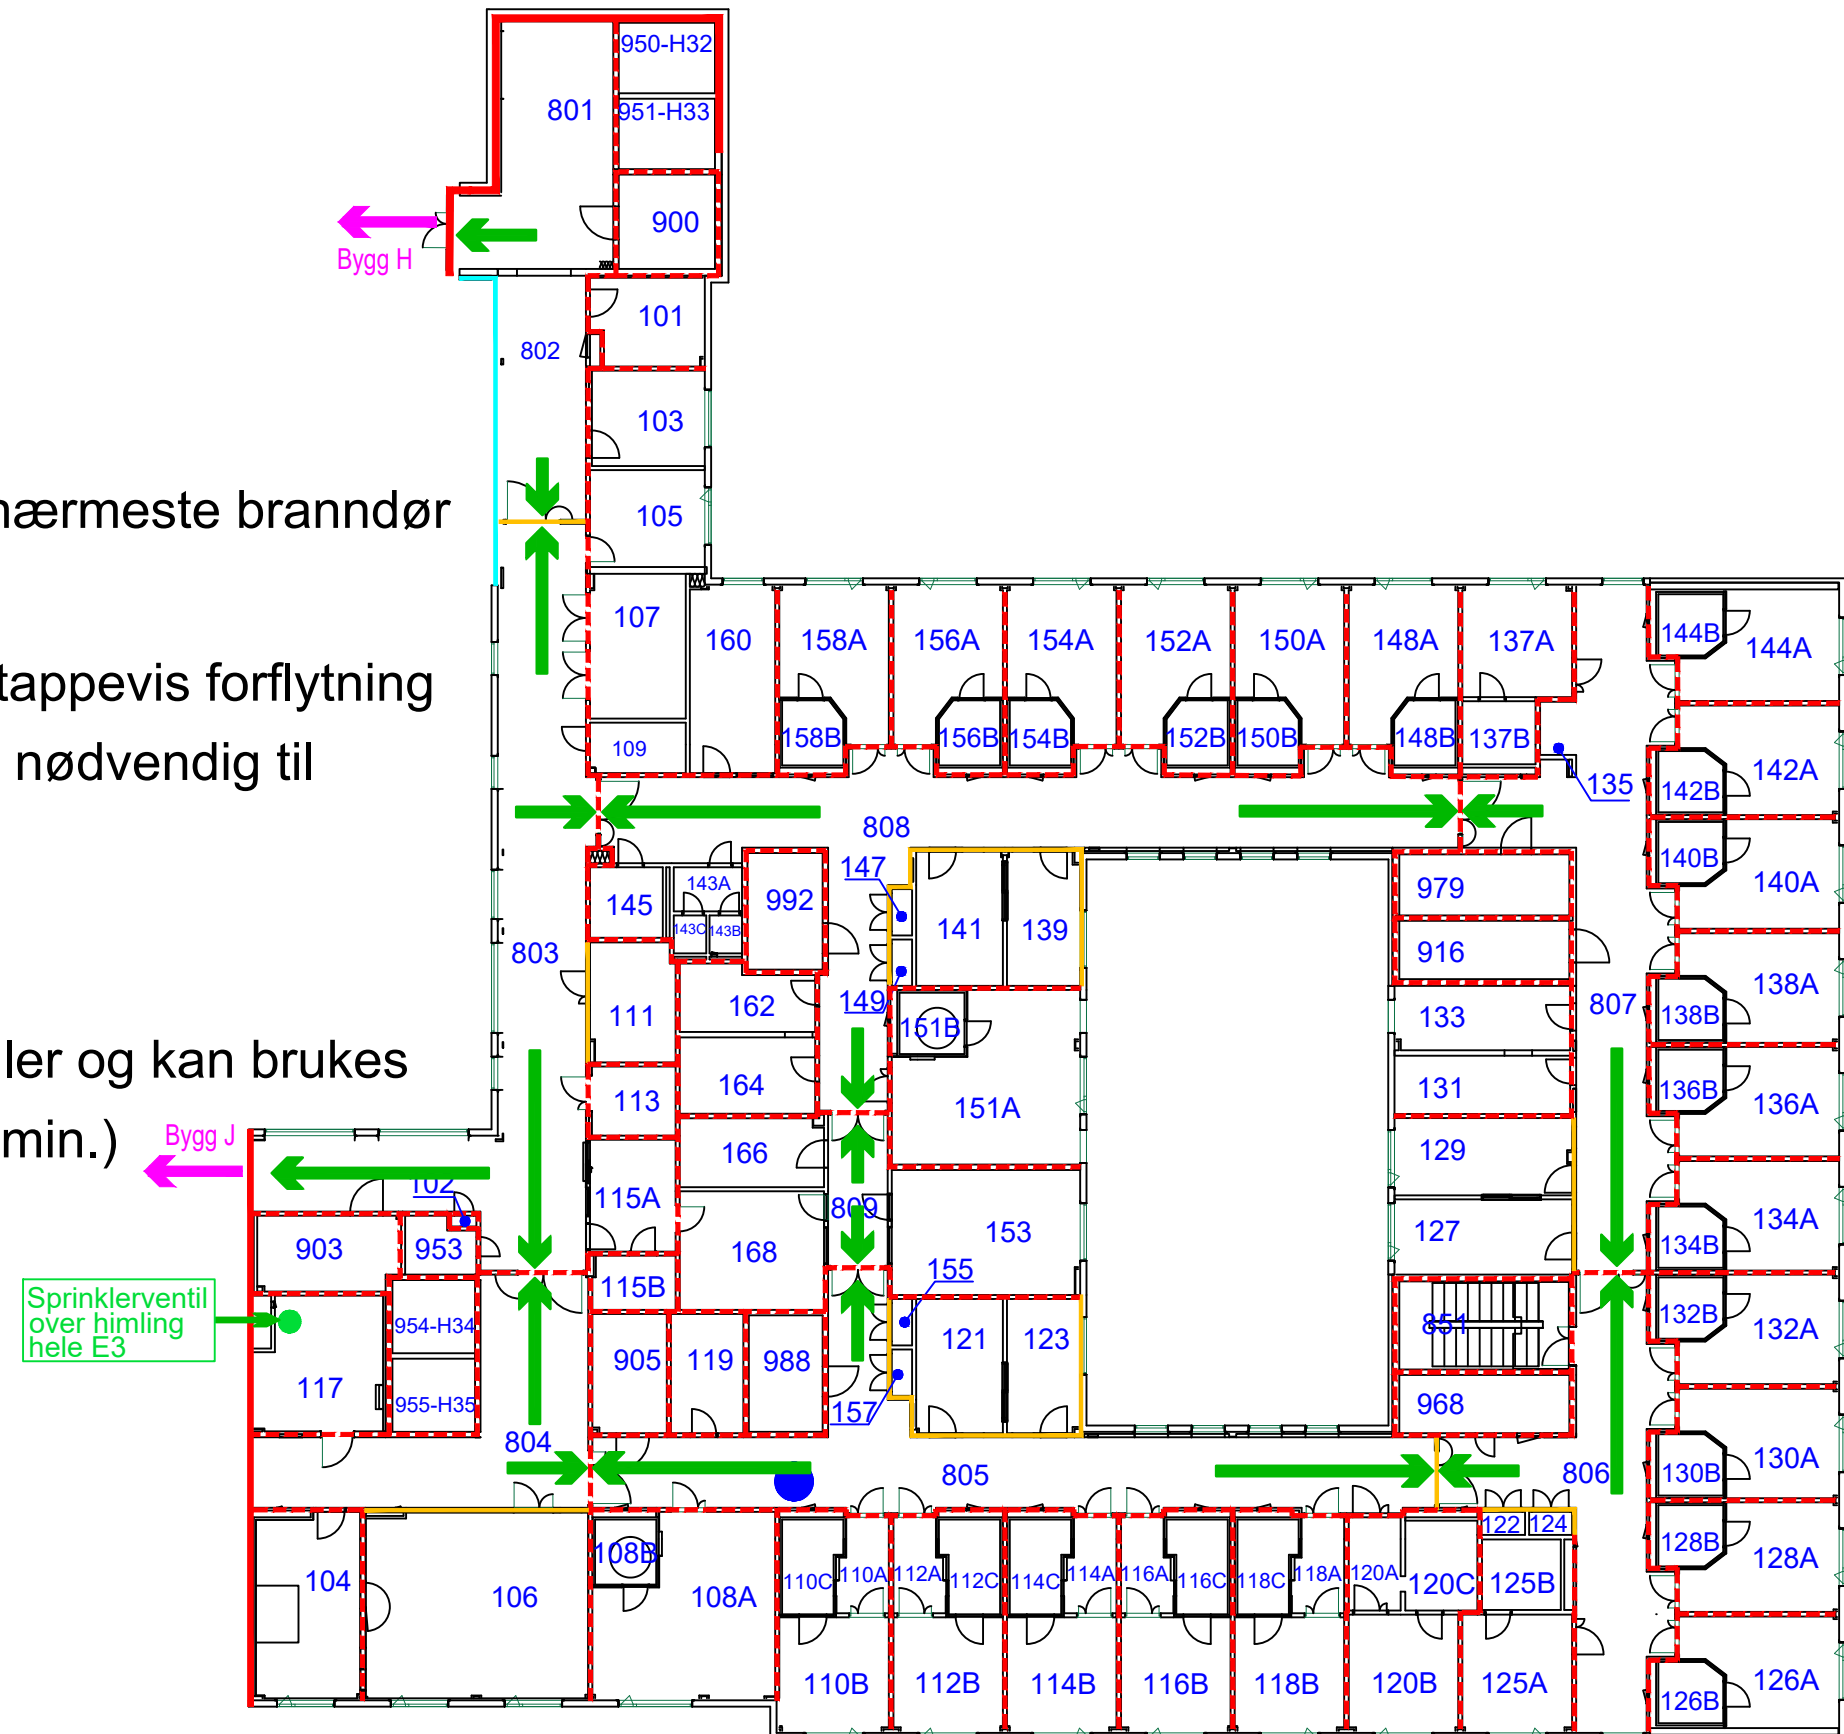 950-H32
801
951-H33
900
Bygg H
101
802
103
nærmeste branndør
105
107
160
158A
156A
154A
152A
150A
148A
137A
144B
144A
tappevis forflytning
109
158B
156B
154B
152B
150B
148B
137B
142A
nødvendig til
135
142B
808
147
143A
140B
145
992
979
140A
143C
143B
141
139
803
916
149
162
111
151B
133
807
138B
138A
ler og kan brukes
164
113
151A
131
136B
136A
min.)
Bygg J
166
129
102
115A
809
134A
903
953
168
153
127
134B
155
115B
Sprinklerventil
over himling
hele E3
954-H34
851
132B
132A
121
123
905
119
988
117
955-H35
157
968
804
805
806
130B
130A
122
124
108B
128B
128A
104
106
108A
110C
110A
112A
112C
114C
114A
116A
116C
118C
118A
120A
120C
125B
110B
112B
114B
116B
118B
120B
125A
126B
126A